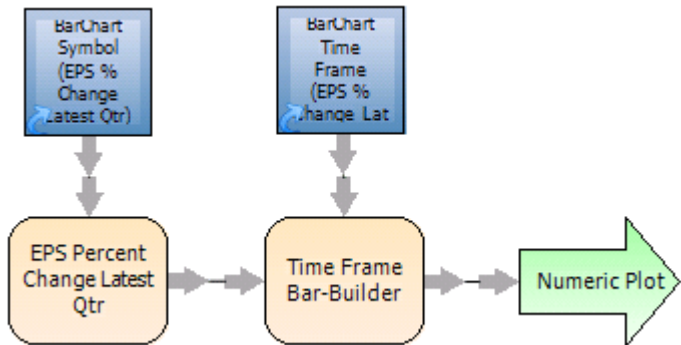 BarChart
Symbol
(EPS %
Change
Latest Qtr)
BarChart
Time
Frame
(EPS %
Change Lat
EPS Percent
Change Latest
Qtr
Time Frame
Bar-Builder
Numeric Plot